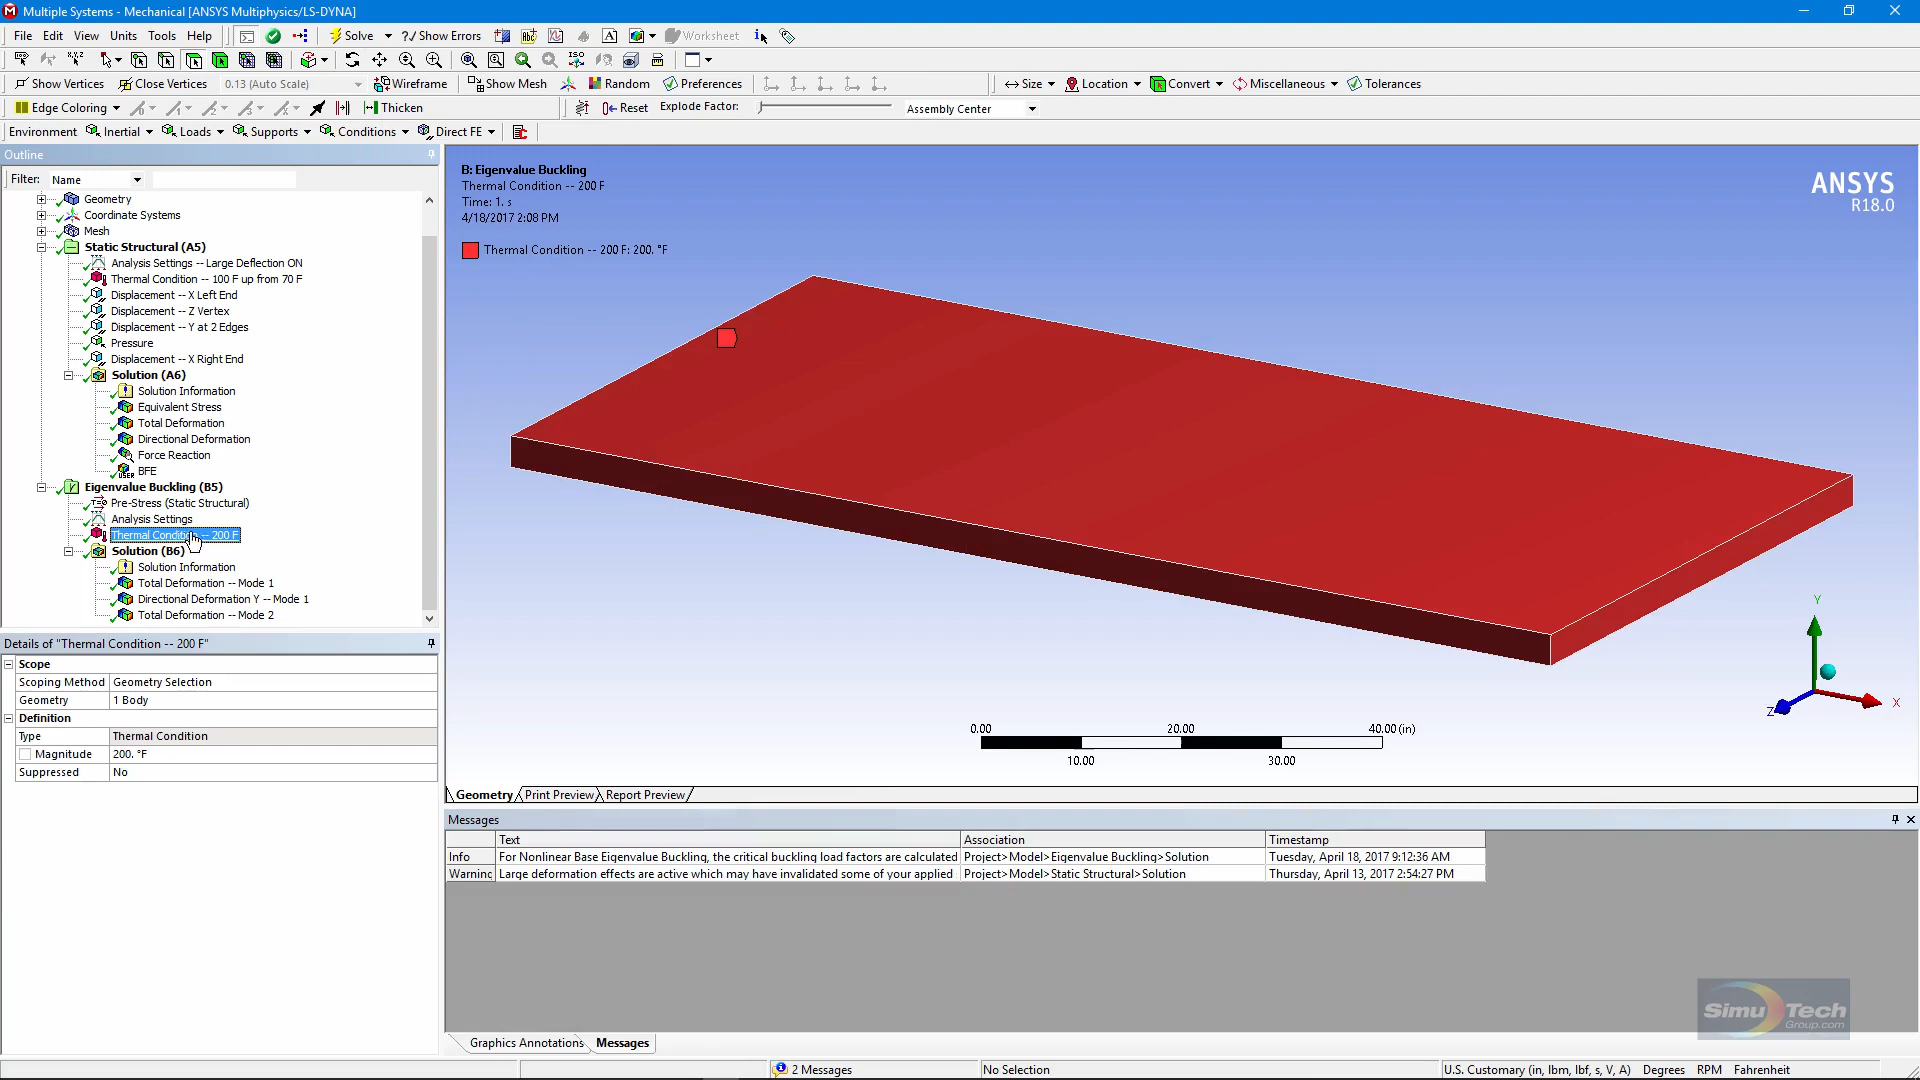 Multiple Systems - Mechanical [ANSYS Multiphysics/LS-DYNA]
File Edit View Units Tools Help Solve ?/ Show Errors Worksheet
Show Vertices Close Vertices 0.13 (Auto Scale) Wireframe Show Mesh Random Preferences Size Location Convert Miscellaneous Tolerances
Edge Coloring Thicken Reset Explode Factor: Assembly Center
Environment Inertial Loads Supports Conditions Direct FE
Outline
Filter: Name
Geometry
Coordinate Systems
Mesh
Static Structural (A5)
Analysis Settings -- Large Deflection ON
Thermal Condition -- 100 F up from 70 F
Displacement -- X Left End
Displacement -- Z Vertex
Displacement -- Y at 2 Edges
Pressure
Displacement -- X Right End
Solution (A6)
Solution Information
Equivalent Stress
Total Deformation
Directional Deformation
Force Reaction
BFE
Eigenvalue Buckling (B5)
Pre-Stress (Static Structural)
Analysis Settings
Thermal Condition -- 200 F
Solution (B6)
Solution Information
Total Deformation -- Mode 1
Directional Deformation Y -- Mode 1
Total Deformation -- Mode 2
Details of "Thermal Condition -- 200 F"
Scope
Scoping Method Geometry Selection
Geometry 1 Body
Definition
Type Thermal Condition
Magnitude 200. °F
Suppressed No
B: Eigenvalue Buckling
Thermal Condition -- 200 F
Time: 1. s
4/18/2017 2:08 PM
Thermal Condition -- 200 F: 200. °F
ANSYS
R18.0
Y
X
Z
0.00 20.00 40.00 (in)
10.00 30.00
Geometry Print Preview Report Preview
Messages
Text Association Timestamp
Info For Nonlinear Base Eigenvalue Buckling, the critical buckling load factors are calculated Project>Model>Eigenvalue Buckling>Solution Tuesday, April 18, 2017 9:12:36 AM
Warning Large deformation effects are active which may have invalidated some of your applied Project>Model>Static Structural>Solution Thursday, April 13, 2017 2:54:27 PM
SimuTech
Group.com
Graphics Annotations Messages
2 Messages No Selection U.S. Customary (in, lbm, lbf, s, V, A) Degrees RPM Fahrenheit